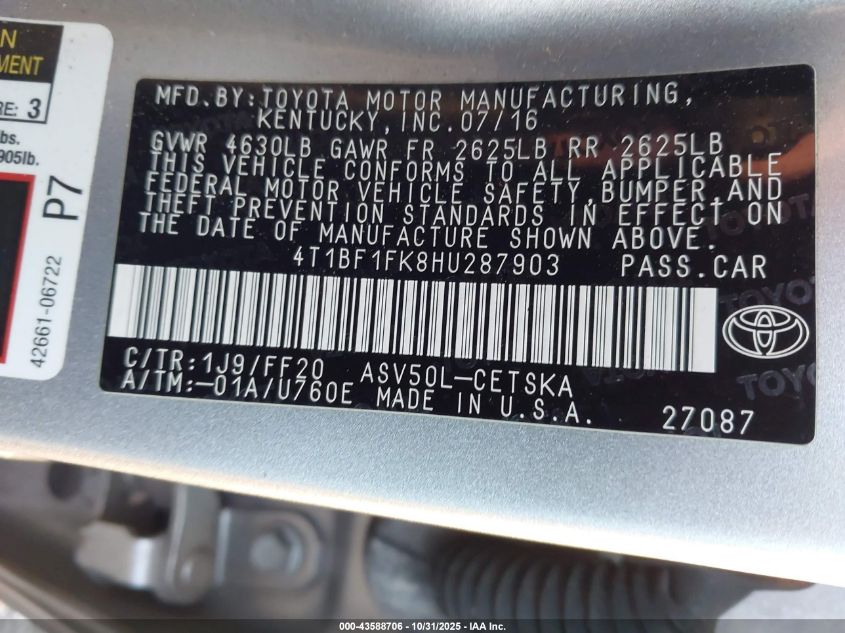 N
MENT
RE: 3
bs.
905lb.
P7
42661-06722
MFD.BY:TOYOTA MOTOR MANUFACTURING,
KENTUCKY,INC.07/16
GVWR 4630LB GAWR FR 2625LB RR 2625LB
THIS VEHICLE CONFORMS TO ALL APPLICABLE
FEDERAL MOTOR VEHICLE SAFETY,BUMPER,AND
THEFT PREVENTION STANDARDS IN EFFECT ON
THE DATE OF MANUFACTURE SHOWN ABOVE.
4T1BF1FK8HU287903 PASS.CAR
C/TR:1J9/FF20 ASV50L-CETSKA
A/TM:-01A/U760E MADE IN U.S.A. 27087
000-43588706 - 10/31/2025 - IAA Inc.